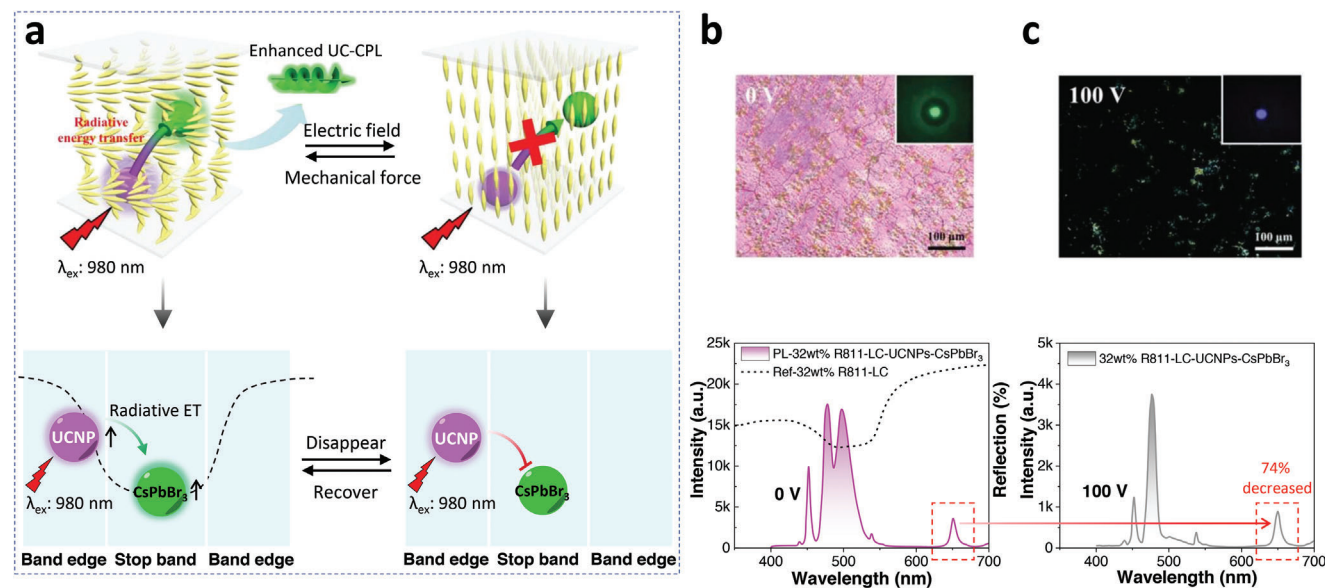 a
Enhanced UC-CPL
Radiative
energy transfer
Electric field
Mechanical force
λex: 980 nm
λex: 980 nm
Radiative ET
UCNP
CsPbBr3
λex: 980 nm
Band edge Stop band Band edge
Disappear
Recover
UCNP
CsPbBr3
λex: 980 nm
Band edge Stop band Band edge
b
0 V
100 μm
c
100 V
100 μm
25k
20k
15k
10k
5k
0
Intensity (a.u.)
PL-32wt% R811-LC-UCNPs-CsPbBr3
Ref-32wt% R811-LC
0 V
Reflection (%)
400 500 600 700
Wavelength (nm)
5k
4k
3k
2k
1k
0
Intensity (a.u.)
32wt% R811-LC-UCNPs-CsPbBr3
100 V
74%
decreased
400 500 600 700
Wavelength (nm)